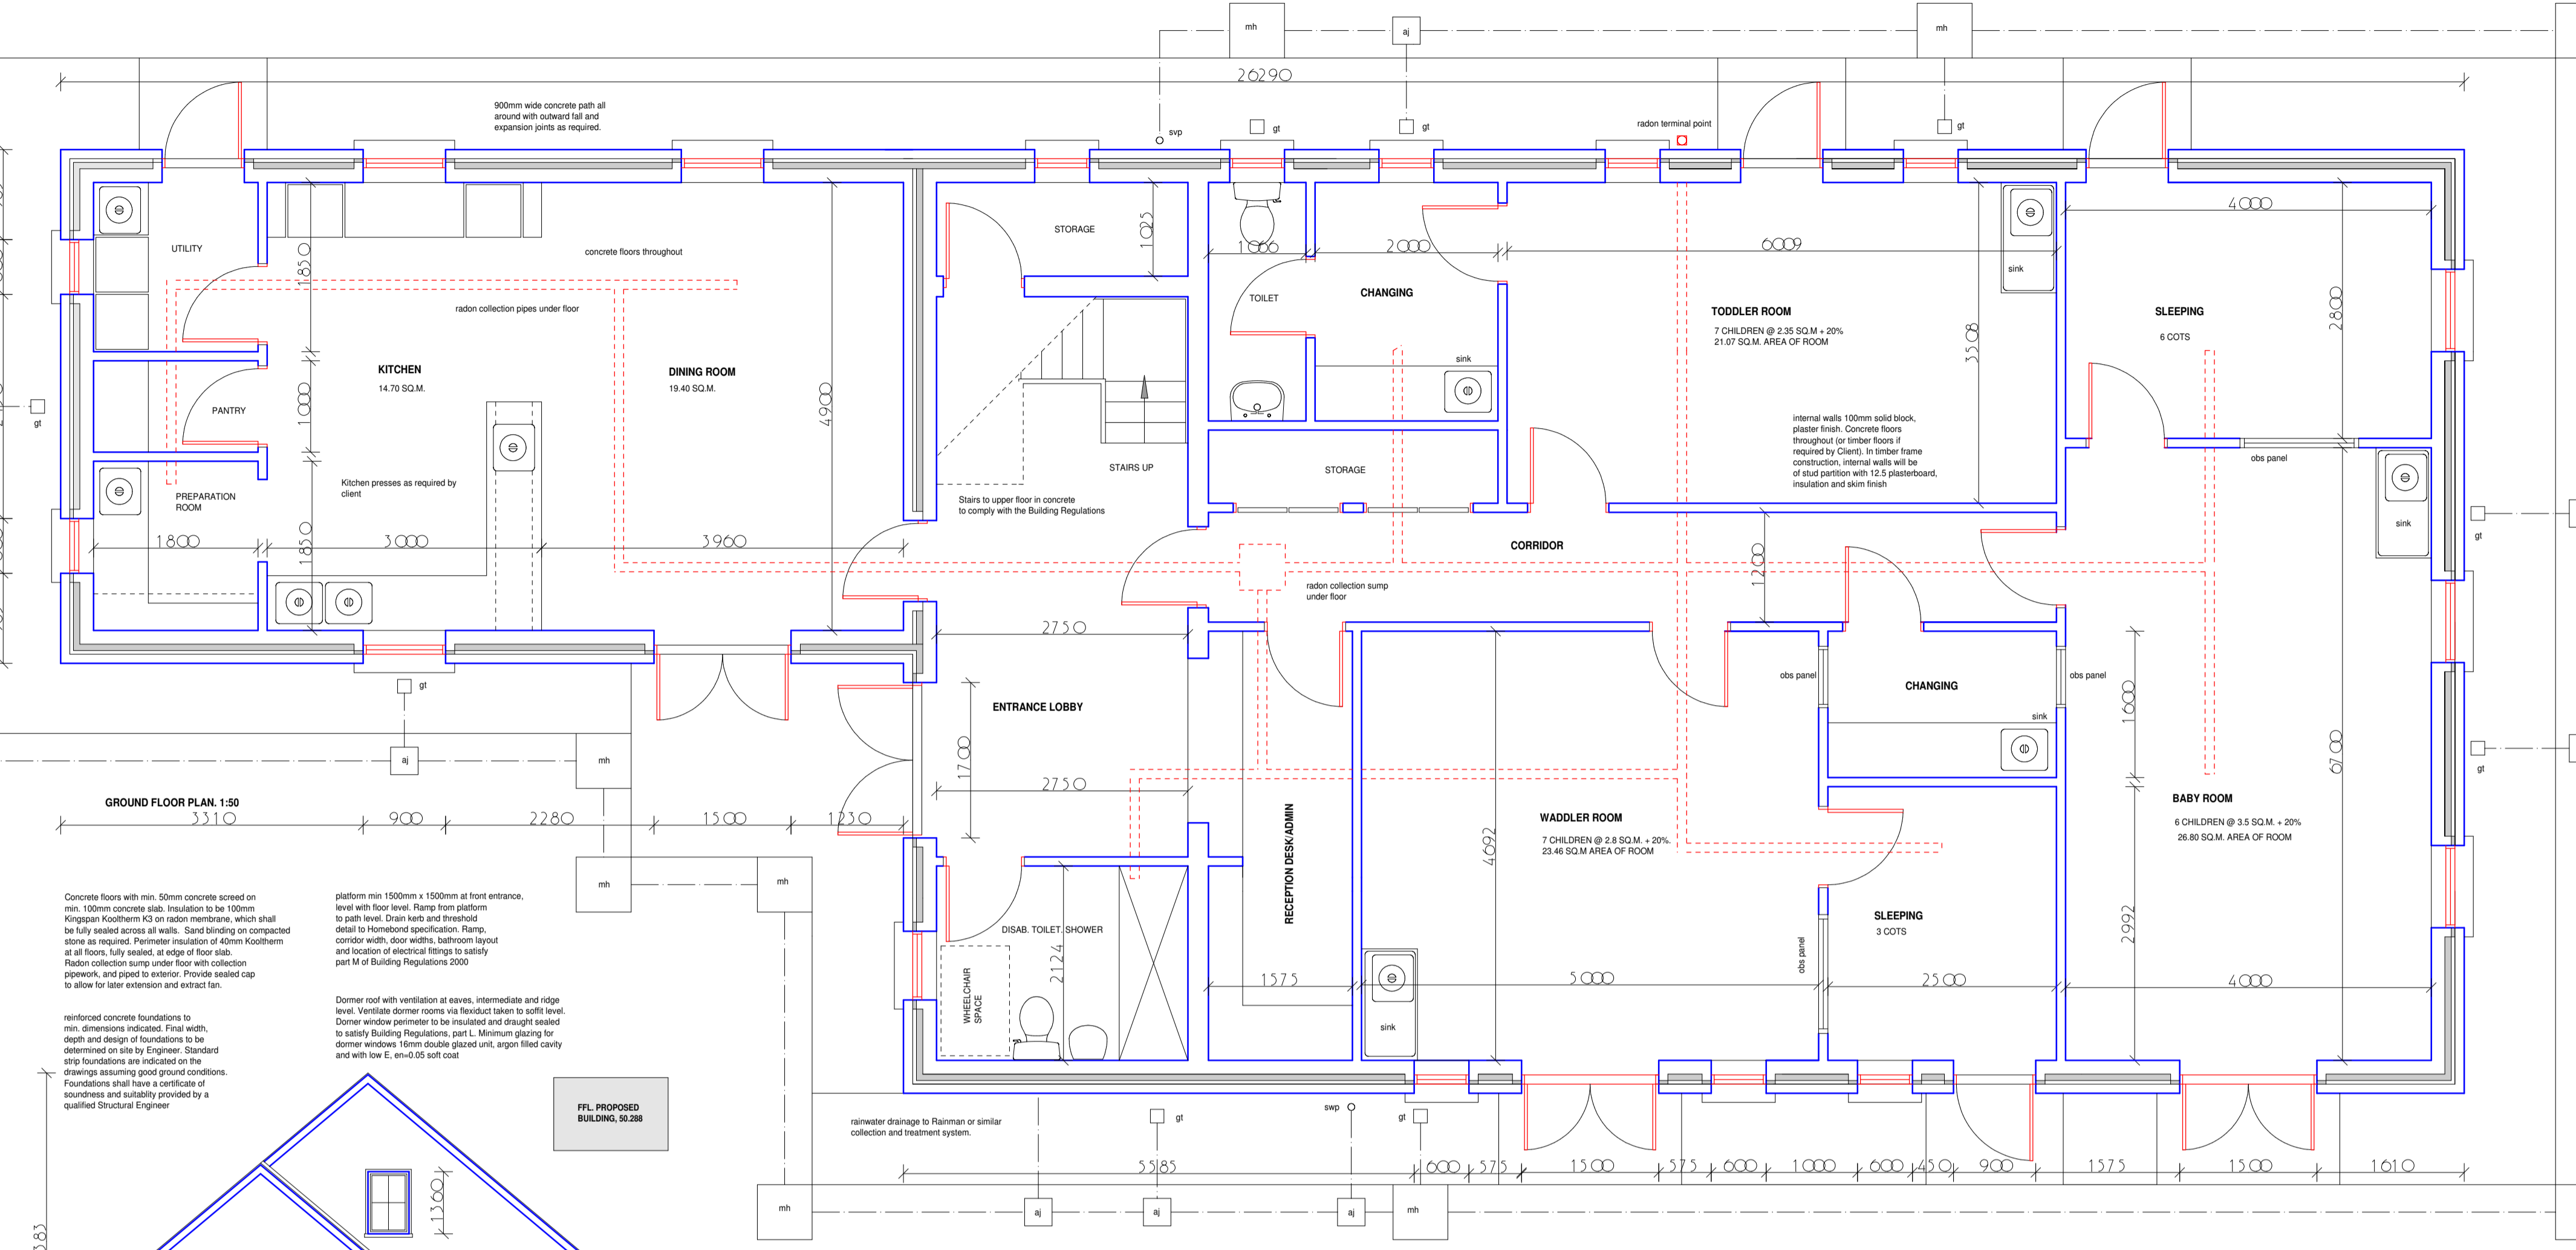 mh
aj
mh
26290
900mm wide concrete path all
around with outward fall and
expansion joints as required.
svp
gt
gt
radon terminal point
gt
UTILITY
1850
concrete floors throughout
radon collection pipes under floor
KITCHEN
14.70 SQ.M.
DINING ROOM
19.40 SQ.M.
4900
PANTRY
1000
gt
Kitchen presses as required by
client
PREPARATION
ROOM
1850
1800
3000
3960
STORAGE
1025
STAIRS UP
Stairs to upper floor in concrete
to comply with the Building Regulations
1066
2000
6009
TOILET
CHANGING
sink
STORAGE
TODDLER ROOM
7 CHILDREN @ 2.35 SQ.M + 20%
21.07 SQ.M. AREA OF ROOM
3508
sink
internal walls 100mm solid block,
plaster finish. Concrete floors
throughout (or timber floors if
required by Client). In timber frame
construction, internal walls will be
of stud partition with 12.5 plasterboard,
insulation and skim finish
4000
SLEEPING
6 COTS
2800
obs panel
sink
gt
CORRIDOR
1200
radon collection sump
under floor
2750
ENTRANCE LOBBY
1700
2750
obs panel
CHANGING
obs panel
sink
1600
6700
gt
gt
aj
mh
GROUND FLOOR PLAN. 1:50
3310
900
2280
1500
1230
RECEPTION DESK/ADMIN
4692
WADDLER ROOM
7 CHILDREN @ 2.8 SQ.M. + 20%.
23.46 SQ.M AREA OF ROOM
BABY ROOM
6 CHILDREN @ 3.5 SQ.M. + 20%
26.80 SQ.M. AREA OF ROOM
mh
mh
SLEEPING
3 COTS
2992
obs panel
DISAB. TOILET. SHOWER
2124
WHEELCHAIR
SPACE
1575
5000
2500
4000
sink
Concrete floors with min. 50mm concrete screed on
min. 100mm concrete slab. Insulation to be 100mm
Kingspan Kooltherm K3 on radon membrane, which shall
be fully sealed across all walls. Sand blinding on compacted
stone as required. Perimeter insulation of 40mm Kooltherm
at all floors, fully sealed, at edge of floor slab.
Radon collection sump under floor with collection
pipework, and piped to exterior. Provide sealed cap
to allow for later extension and extract fan.
reinforced concrete foundations to
min. dimensions indicated. Final width,
depth and design of foundations to be
determined on site by Engineer. Standard
strip foundations are indicated on the
drawings assuming good ground conditions.
Foundations shall have a certificate of
soundness and suitablity provided by a
qualified Structural Engineer
platform min 1500mm x 1500mm at front entrance,
level with floor level. Ramp from platform
to path level. Drain kerb and threshold
detail to Homebond specification. Ramp,
corridor width, door widths, bathroom layout
and location of electrical fittings to satisfy
part M of Building Regulations 2000
Dormer roof with ventilation at eaves, intermediate and ridge
level. Ventilate dormer rooms via flexiduct taken to soffit level.
Dorner window perimeter to be insulated and draught sealed
to satisfy Building Regulations, part L. Minimum glazing for
dormer windows 16mm double glazed unit, argon filled cavity
and with low E, en=0.05 soft coat
FFL. PROPOSED
BUILDING, 50.288
rainwater drainage to Rainman or similar
collection and treatment system.
gt
swp
gt
5585
600
575
1500
575
600
1000
600
450
900
1575
1500
1610
1360
mh
aj
aj
aj
mh